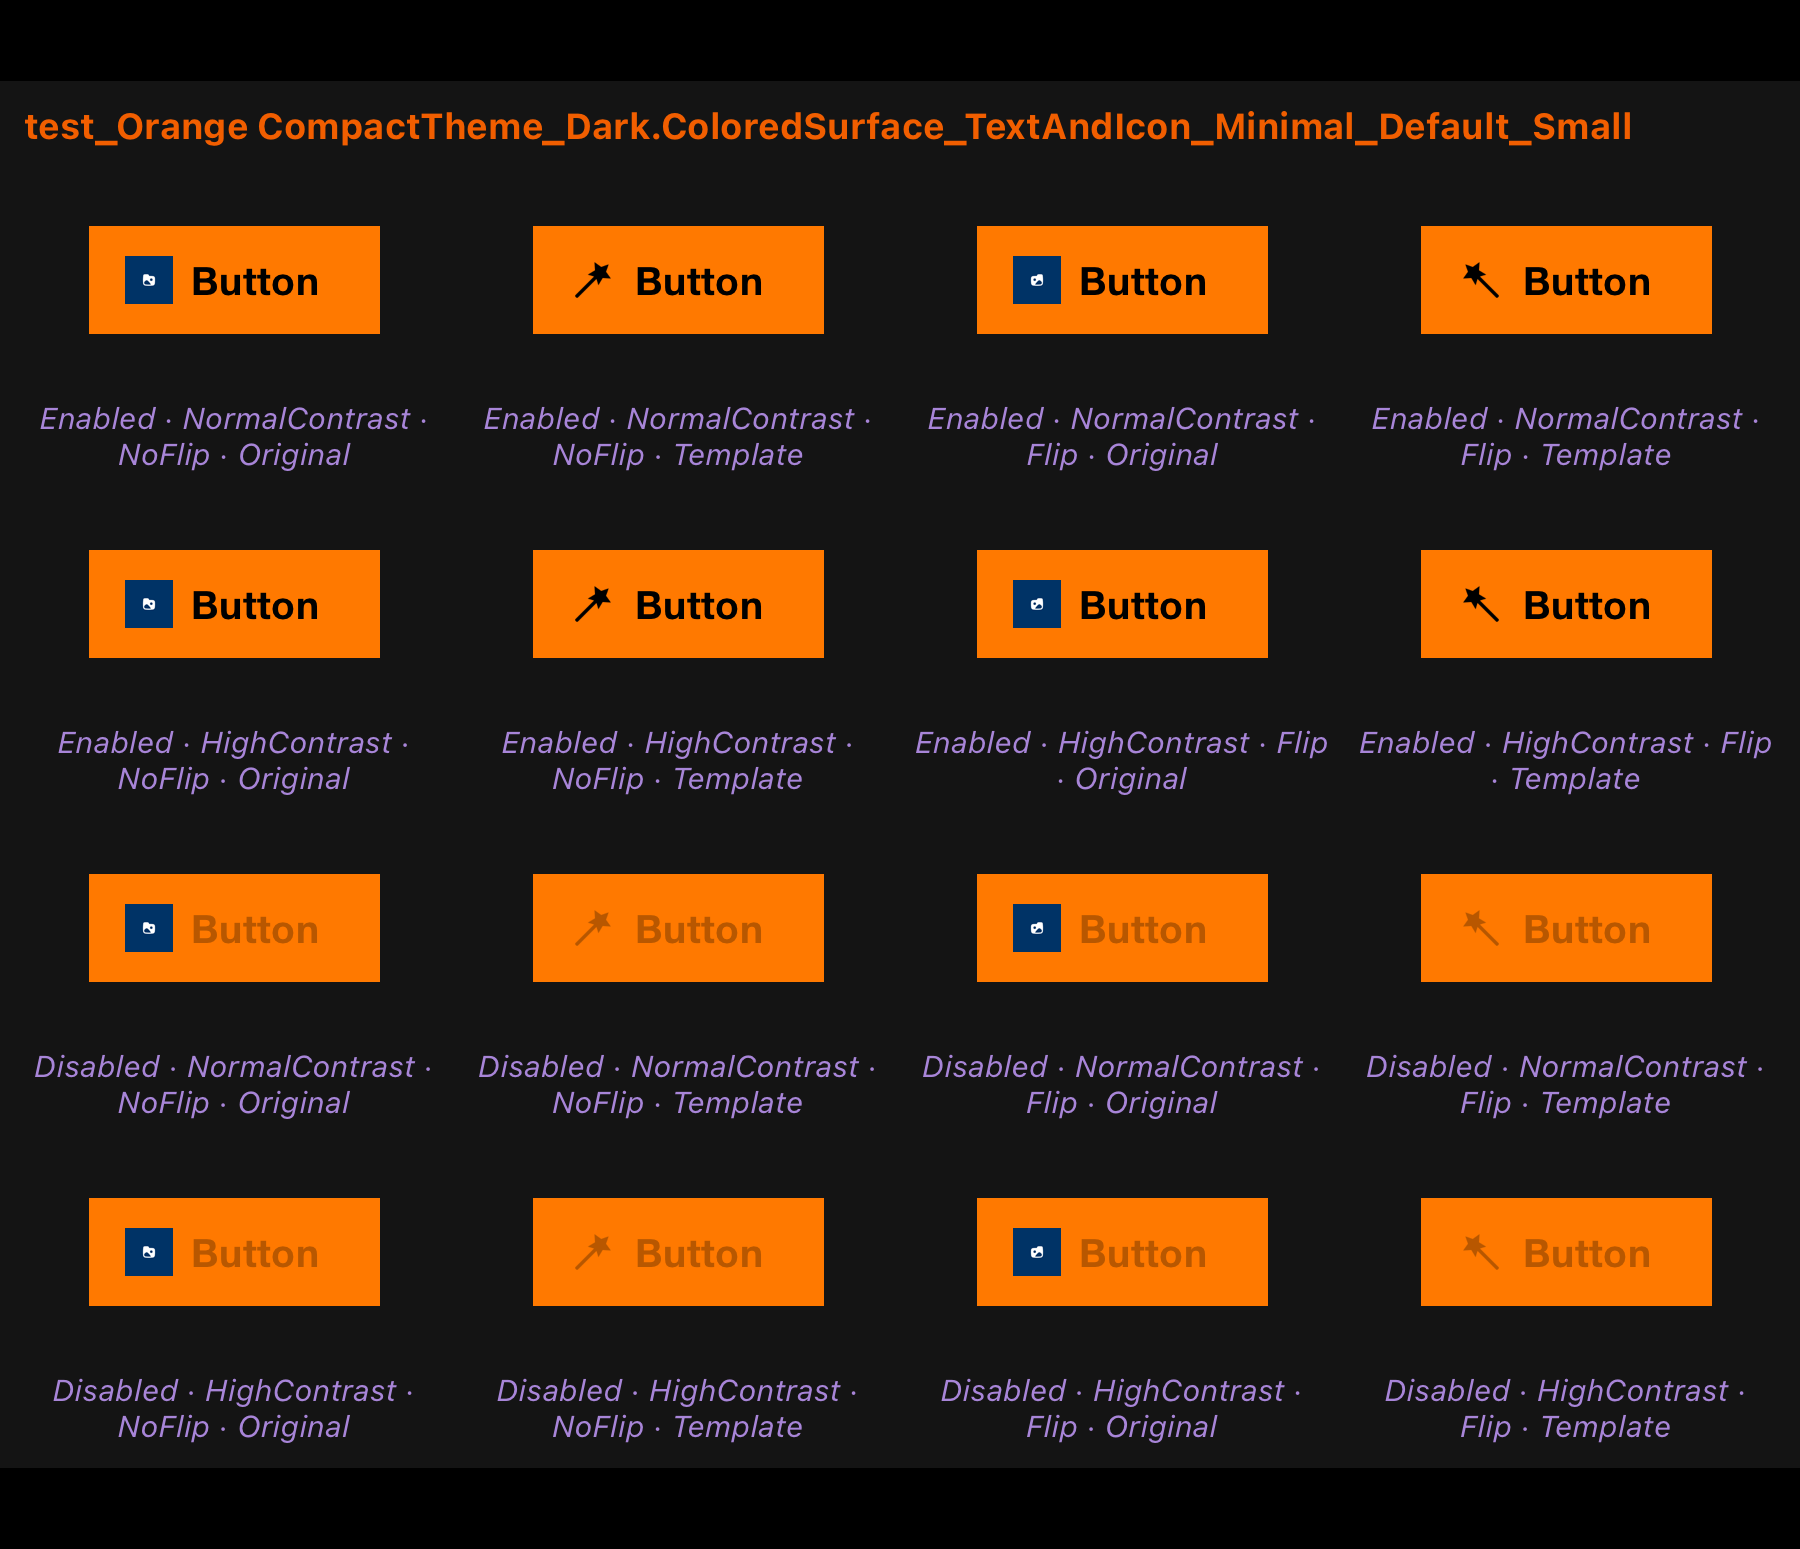 test_Orange CompactTheme_Dark.ColoredSurface_TextAndIcon_Minimal_Default_Small
Button Button Button Button
Enabled · NormalContrast · Enabled · NormalContrast · Enabled · NormalContrast · Enabled · NormalContrast ·
NoFlip · Original NoFlip · Template Flip · Original Flip · Template
Button Button Button Button
Enabled · HighContrast · Enabled · HighContrast · Enabled · HighContrast · Flip Enabled · HighContrast · Flip
NoFlip · Original NoFlip · Template · Original · Template
Button Button Button Button
Disabled · NormalContrast · Disabled · NormalContrast · Disabled · NormalContrast · Disabled · NormalContrast ·
NoFlip · Original NoFlip · Template Flip · Original Flip · Template
Button Button Button Button
Disabled · HighContrast · Disabled · HighContrast · Disabled · HighContrast · Disabled · HighContrast ·
NoFlip · Original NoFlip · Template Flip · Original Flip · Template